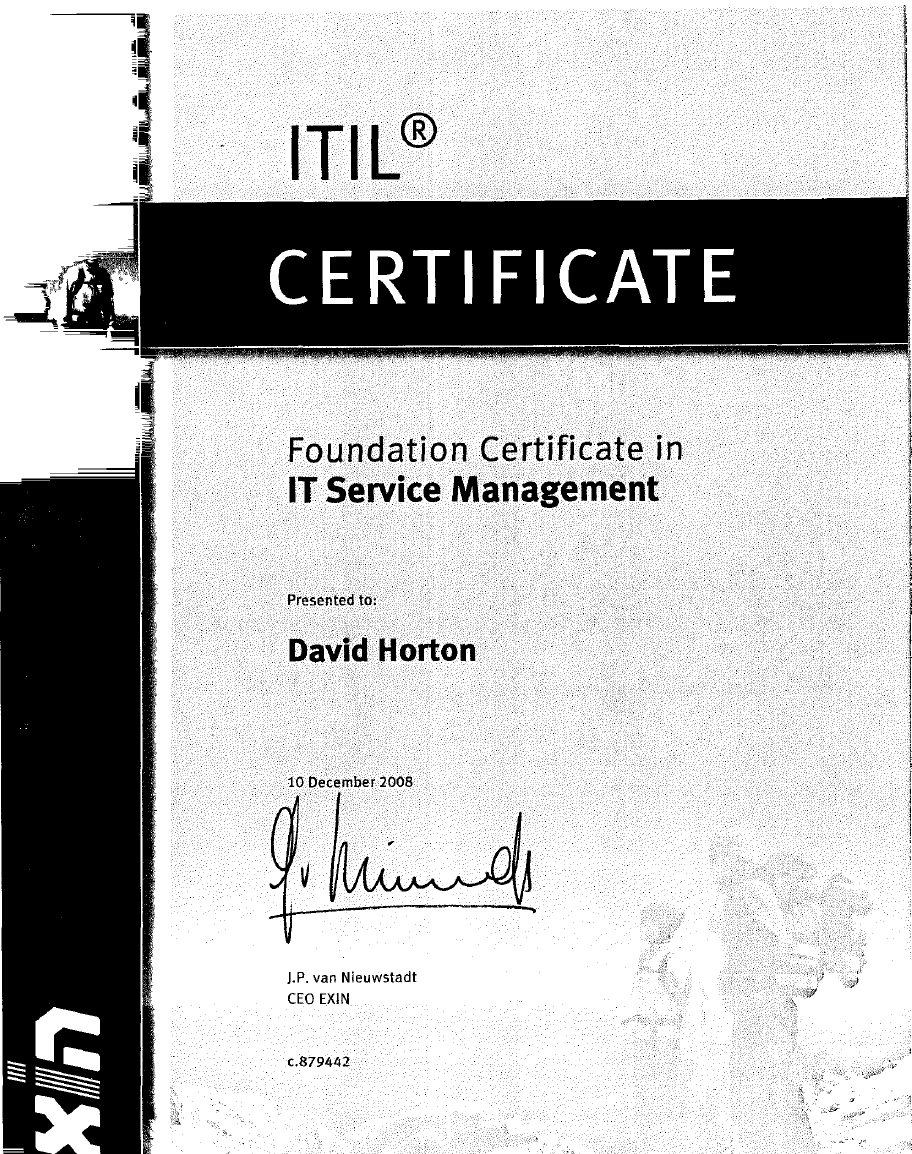 ITIL®
CERTIFICATE
Foundation Certificate in
IT Service Management
Presented to:
David Horton
10 December 2008
J.P. van Nieuwstadt
CEO EXIN
c.879442